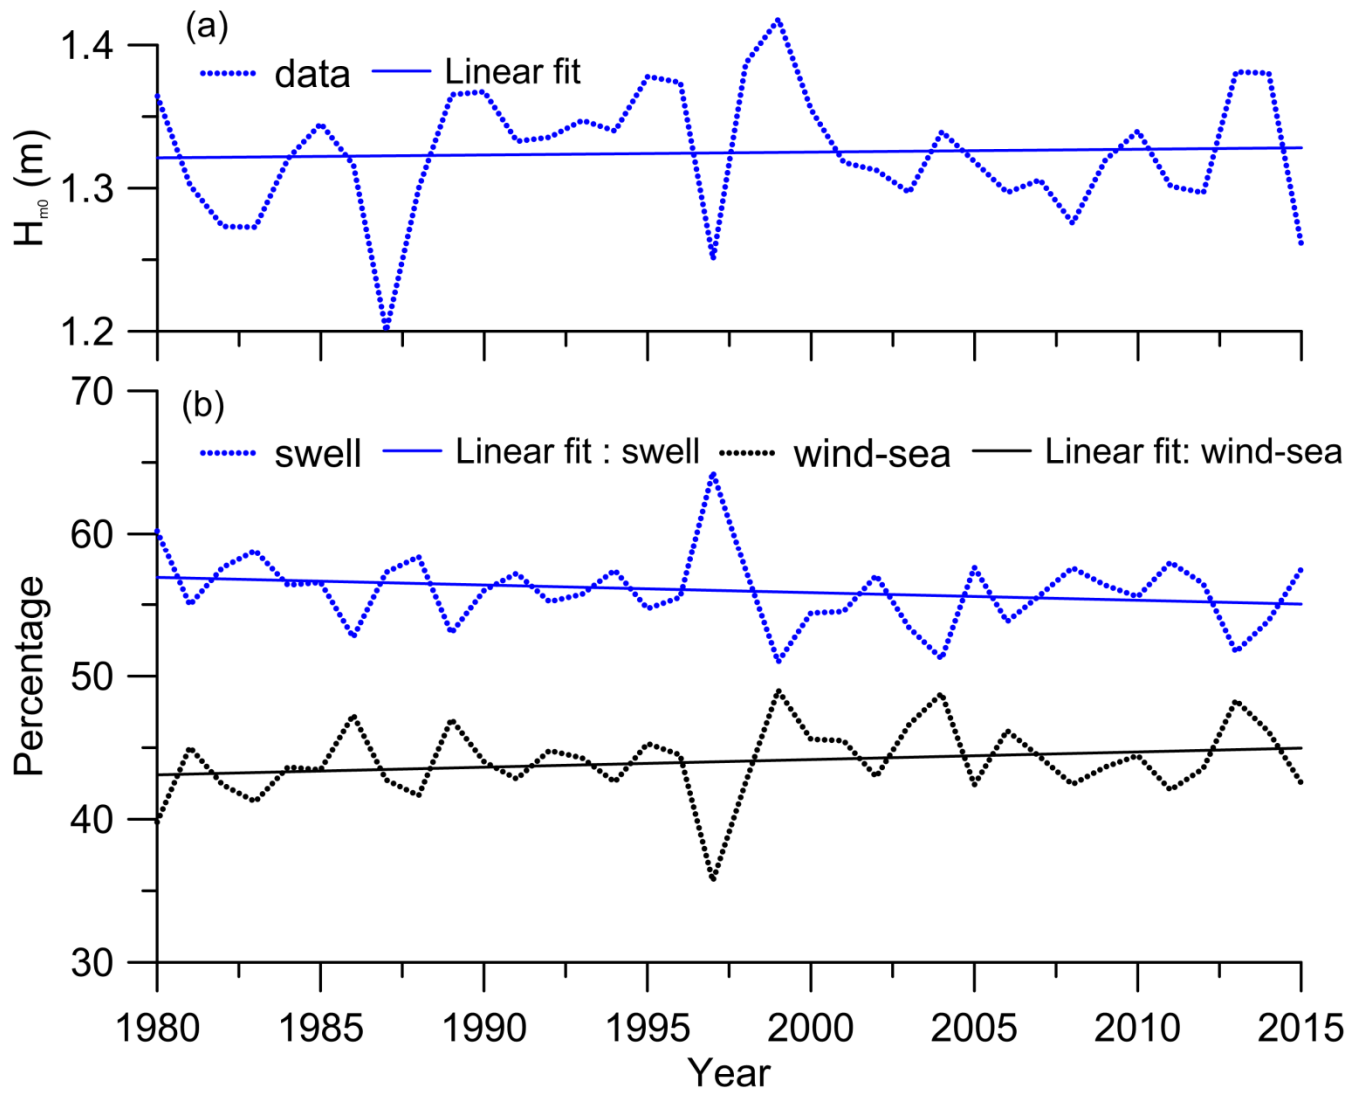 (a)
data Linear fit
1.4
1.3
1.2
Hm0 (m)
(b)
swell Linear fit : swell wind-sea Linear fit: wind-sea
70
60
50
40
30
Percentage
1980 1985 1990 1995 2000 2005 2010 2015
Year